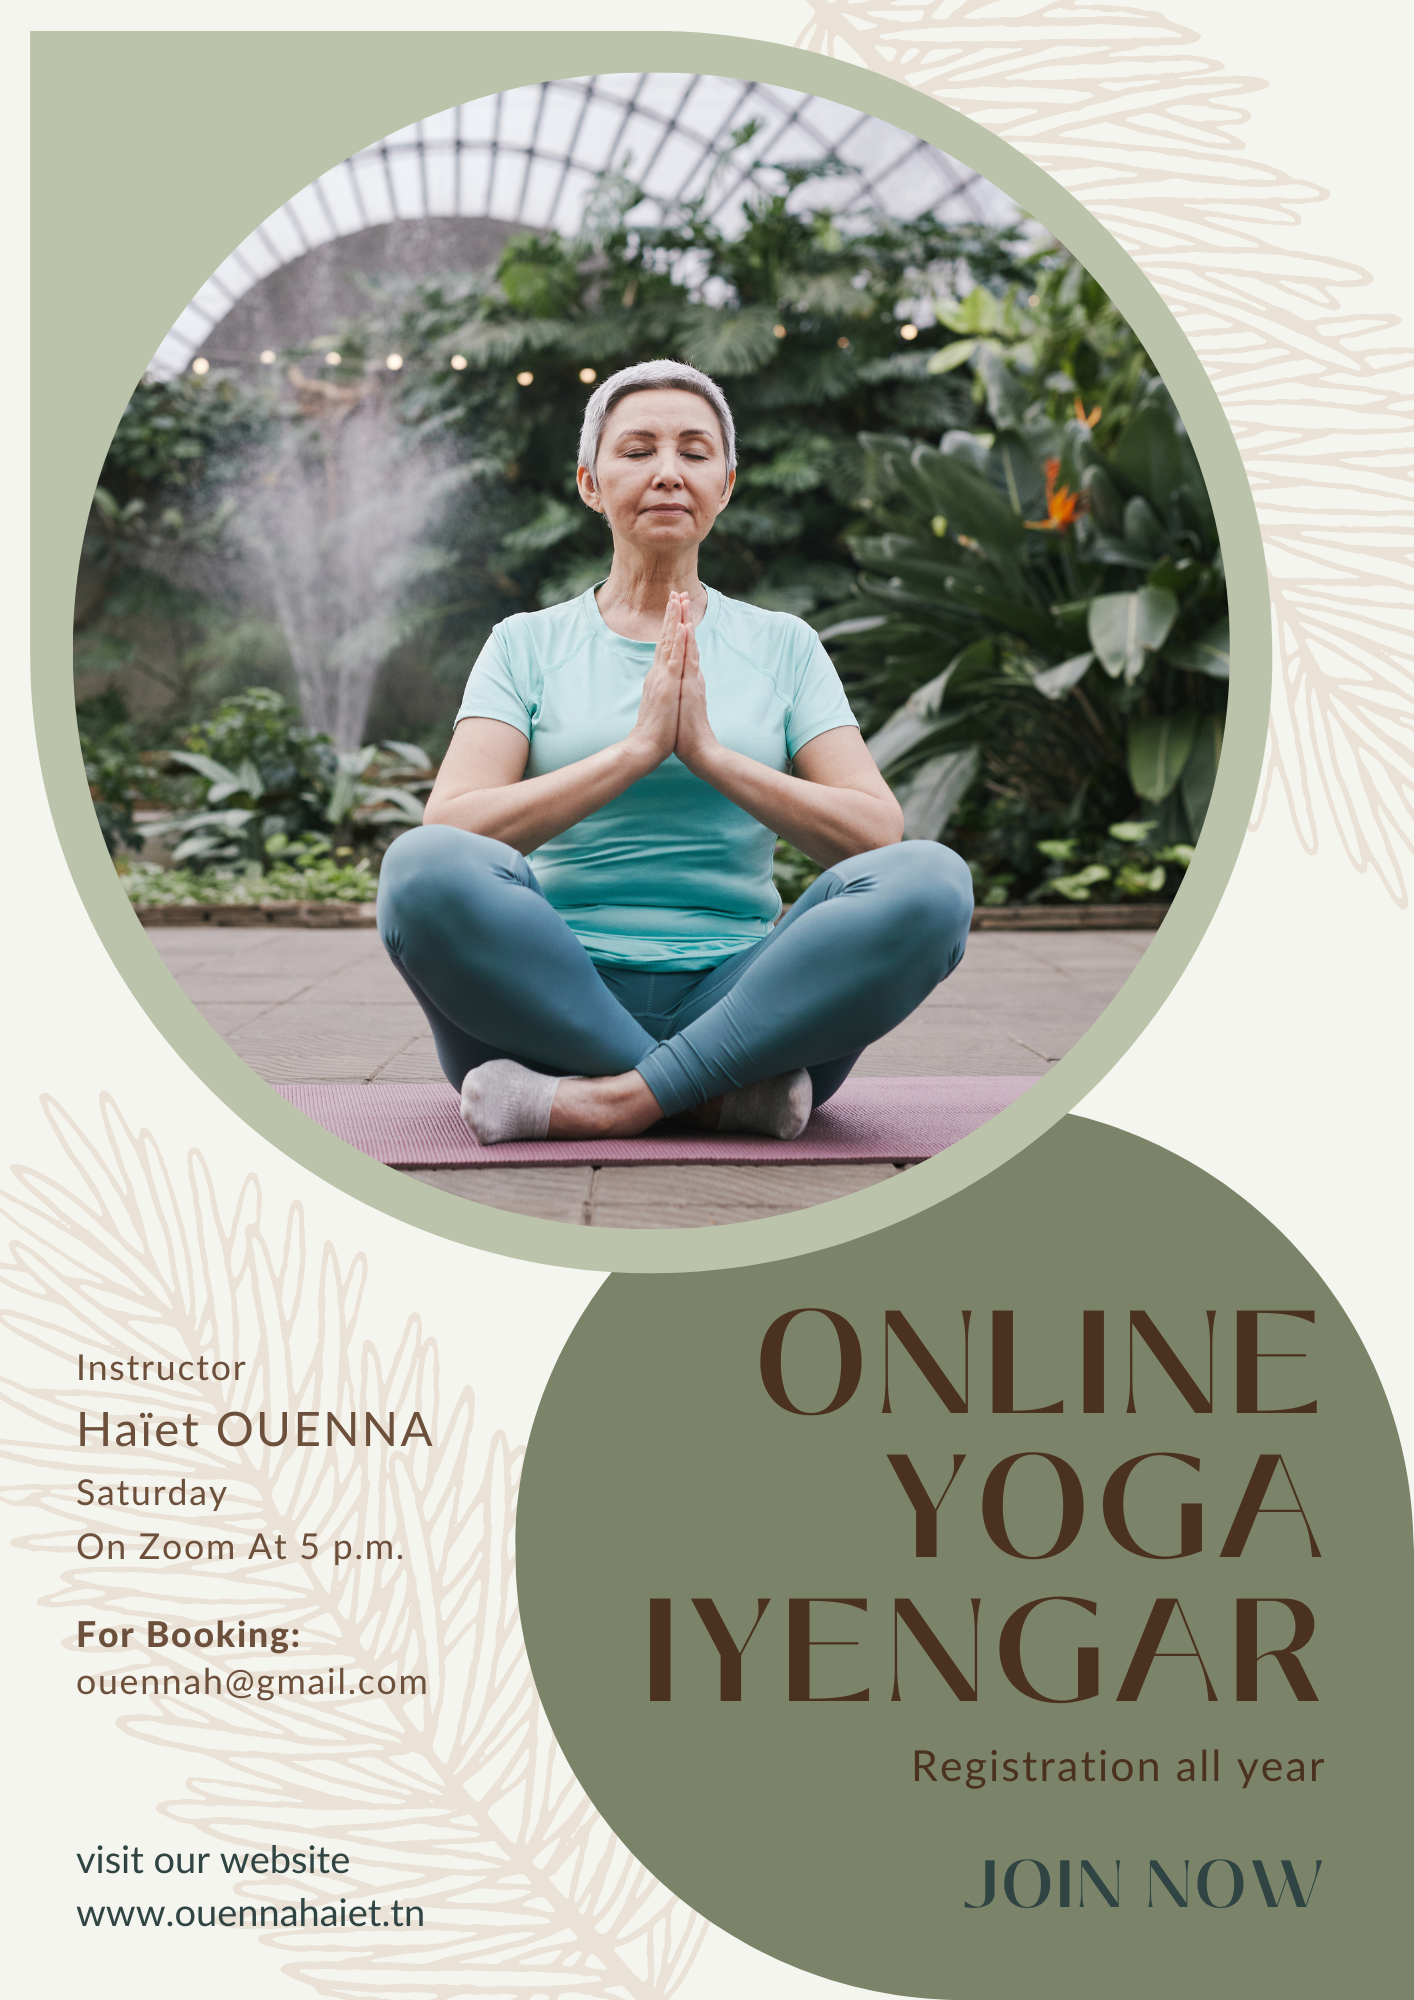 Instructor
Haïet OUENNA
Saturday
On Zoom At 5 p.m.
For Booking:
ouennah@gmail.com
visit our website
www.ouennahaiet.tn
ONLINE
YOGA
IYENGAR
Registration all year
JOIN NOW